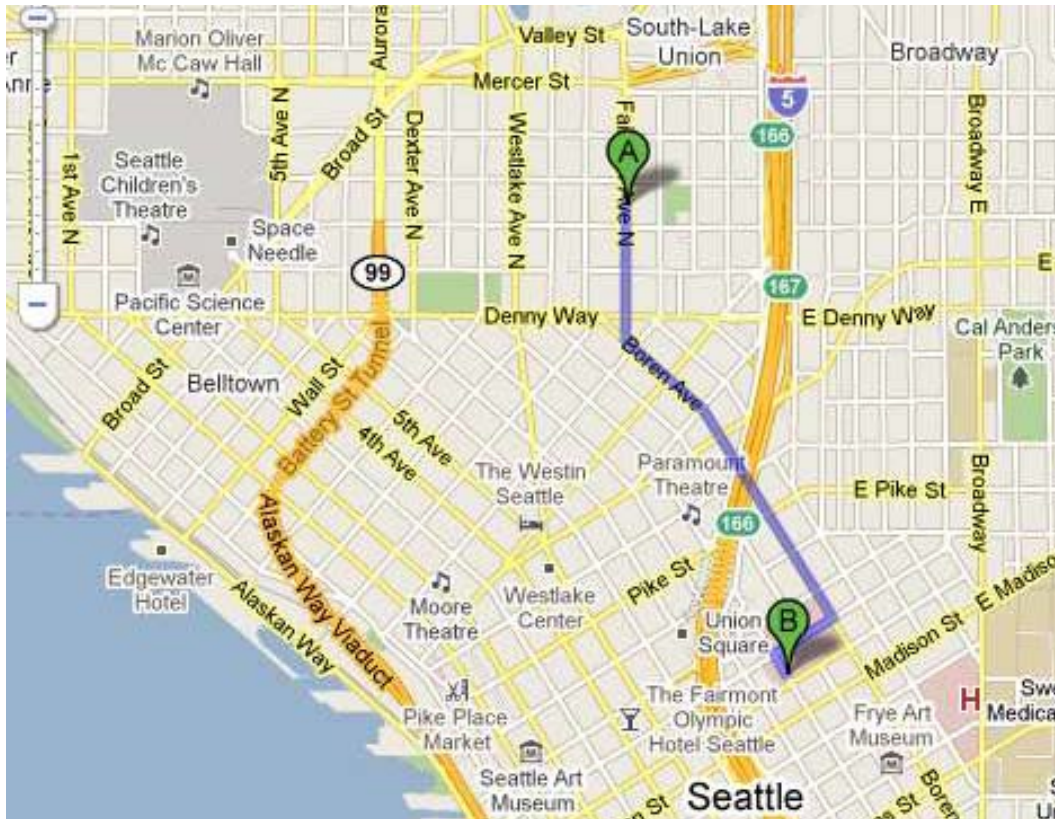 Marion Oliver
Mc Caw Hall
Aurora
Valley St
South-Lake
Union
Broadway
Mercer St
5
166
1st Ave N
5th Ave N
Broad St
Dexter Ave N
Westlake Ave N
A
Ave N
Broadway E
Seattle
Children's
Theatre
Space
Needle
99
Pacific Science
Center
167
E
Denny Way
E Denny Way
Cal Anders
Park
Boren Ave
Belltown
Broad St
Wall St
Battery St Tunnel
5th Ave
4th Ave
The Westin
Seattle
Paramount
Theatre
E Pike St
Broadway
166
Alaskan Way Viaduct
Edgewater
Hotel
Alaskan Way
Moore
Theatre
Westlake
Center
Pike St
Union
Square
B
E Madiso
Madison St
Pike Place
Market
The Fairmont
Olympic
Hotel Seattle
H
Swe
Medica
Frye Art
Museum
Seattle Art
Museum
Seattle
Boren